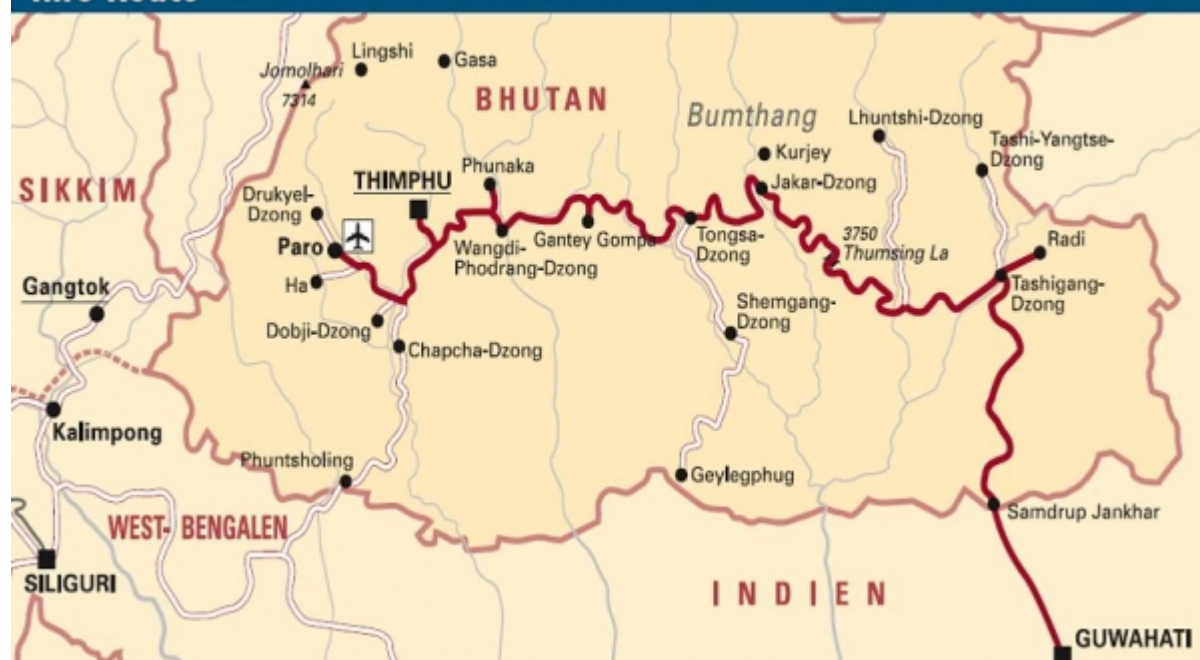 Lingshi
Gasa
Jomolhari
7314
BHUTAN
Bumthang
Lhuntshi-Dzong
Tashi-Yangtse-
Dzong
Kurjey
Phunaka
SIKKIM
THIMPHU
Jakar-Dzong
Drukyel-
Dzong
Paro
Wangdi-
Phodrang-Dzong
Gantey Gompa
Tongsa-
Dzong
3750
Thumsing La
Radi
Ha
Gangtok
Tashigang-
Dzong
Shemgang-
Dzong
Dobji-Dzong
Chapcha-Dzong
Kalimpong
Phuntsholing
Geylegphug
Samdrup Jankhar
WEST-BENGALEN
SILIGURI
INDIEN
GUWAHATI